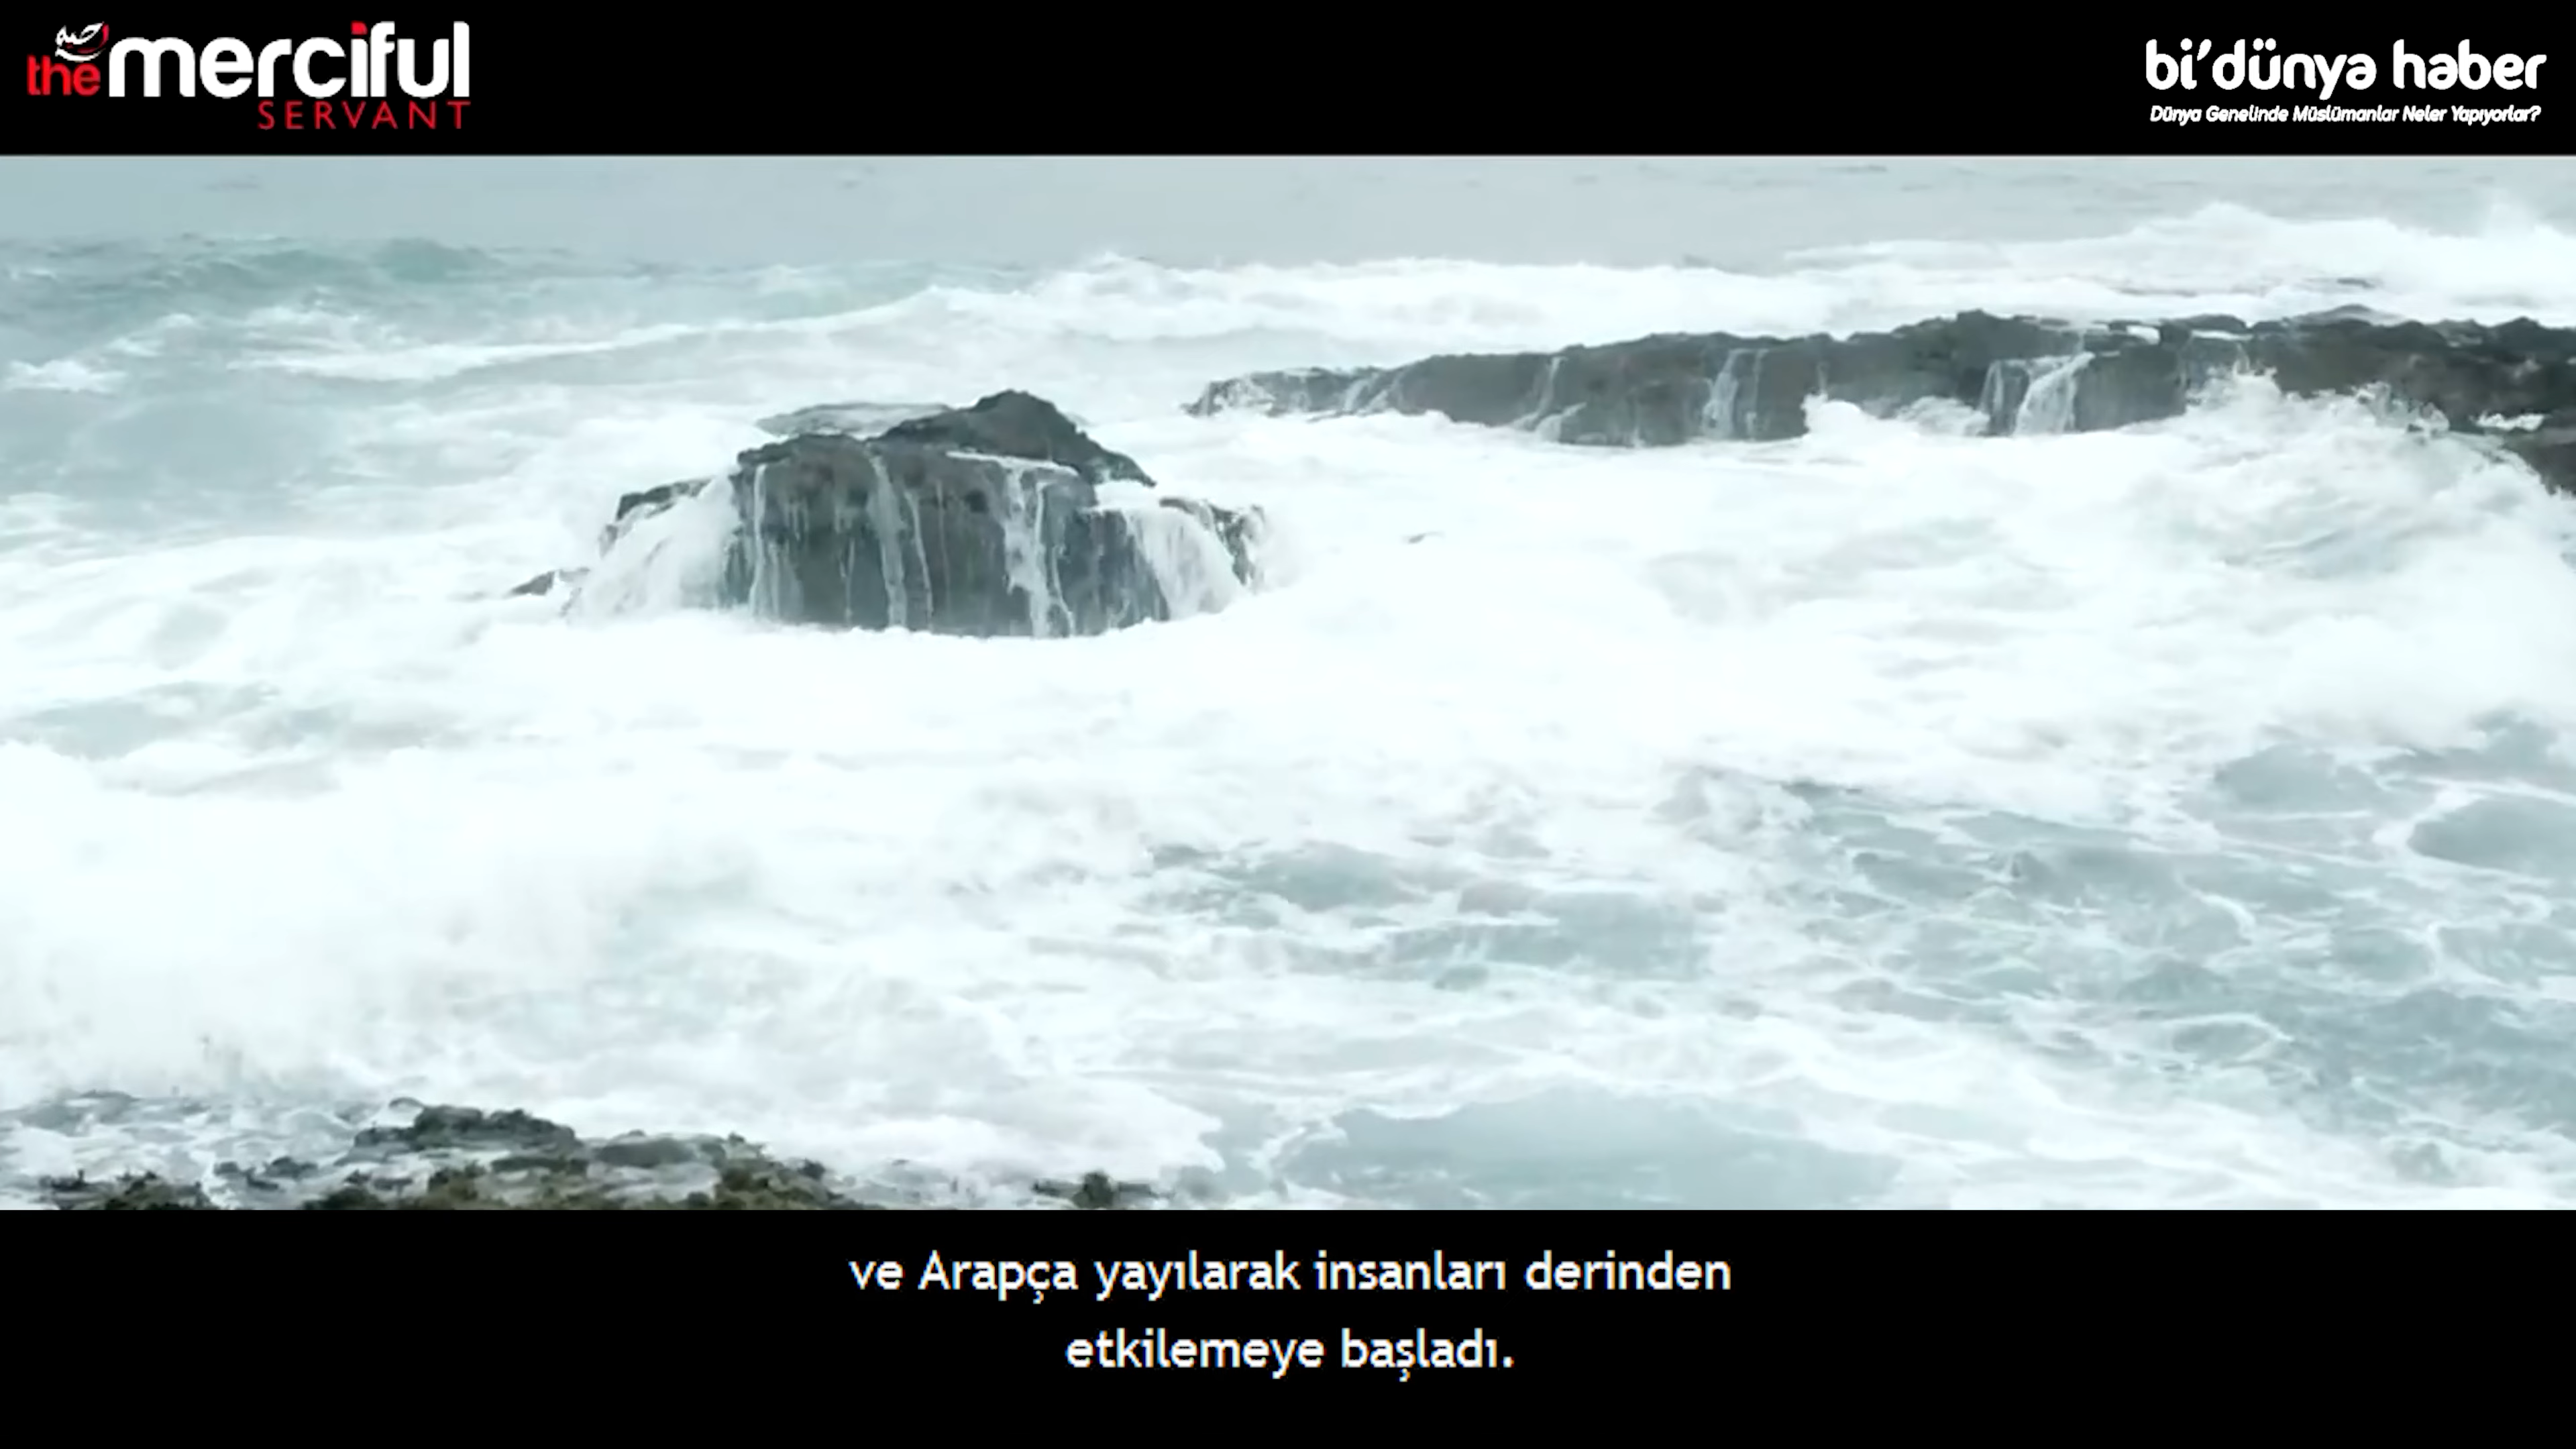 the merciful
SERVANT
bi'dünya haber
Dünya Genelinde Müslümanlar Neler Yapıyorlar?
ve Arapça yayılarak insanları derinden
etkilemeye başladı.